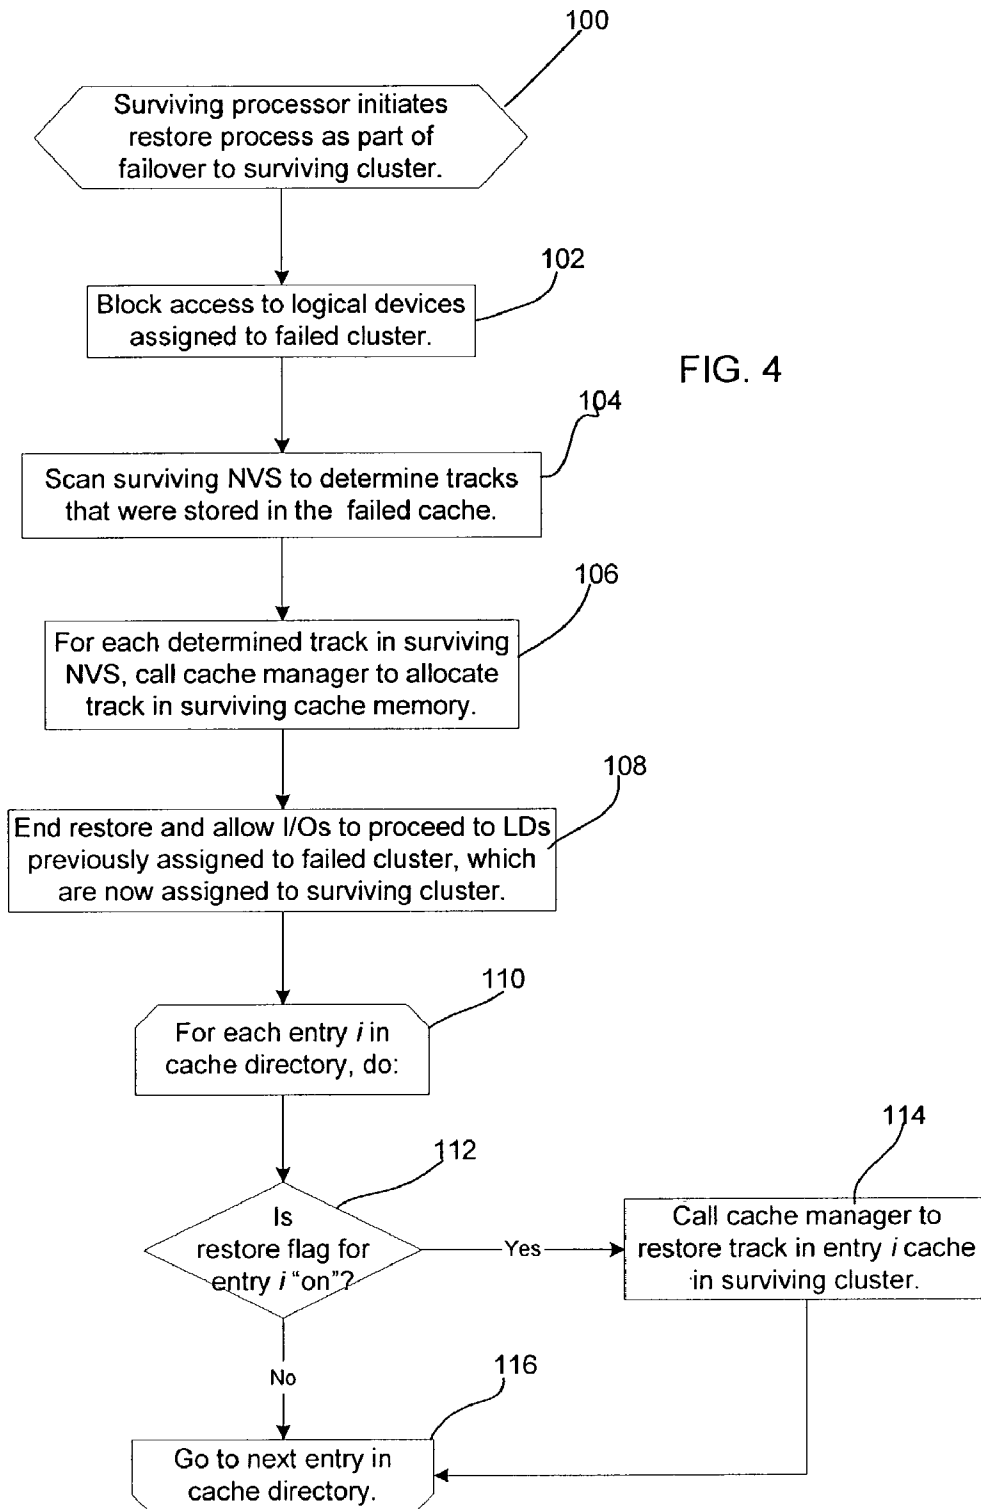 100
Surviving processor initiates
restore process as part of
failover to surviving cluster.
102
Block access to logical devices
assigned to failed cluster.
FIG. 4
104
Scan surviving NVS to determine tracks
that were stored in the failed cache.
106
For each determined track in surviving
NVS, call cache manager to allocate
track in surviving cache memory.
108
End restore and allow I/Os to proceed to LDs
previously assigned to failed cluster, which
are now assigned to surviving cluster.
110
For each entry i in
cache directory, do:
112
Is
restore flag for
entry i “on”?
Yes
114
Call cache manager to
restore track in entry i cache
in surviving cluster.
No
116
Go to next entry in
cache directory.